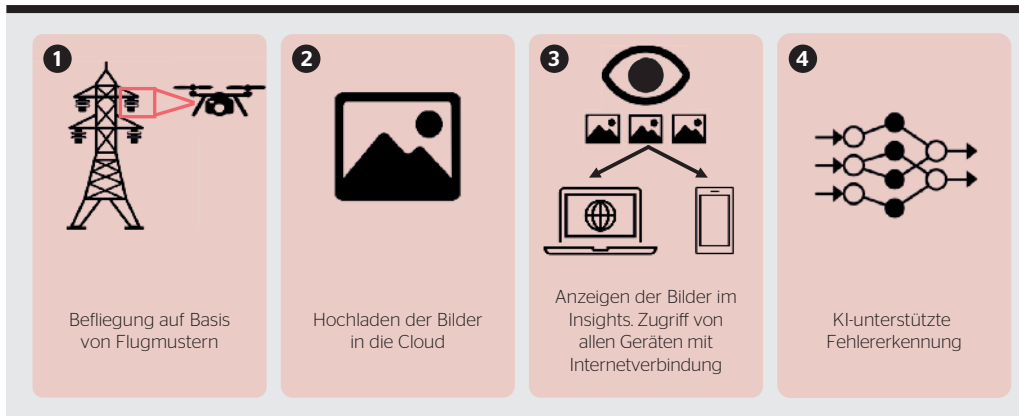 1
Befliegung auf Basis
von Flugmustern
2
Hochladen der Bilder
in die Cloud
3
Anzeigen der Bilder im
Insights. Zugriff von
allen Geräten mit
Internetverbindung
4
KI-unterstützte
Fehlererkennung